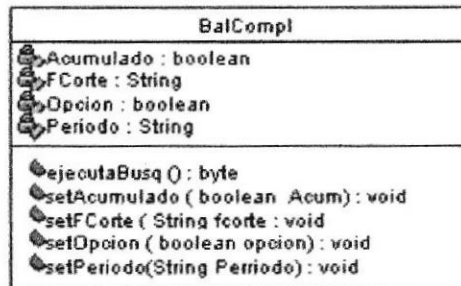 BalCompl
Acumulado : boolean
FCorte : String
Opcion : boolean
Periodo : String
ejecutaBusq () : byte
setAcumulado ( boolean Acum) : void
setFCorte ( String fcorte : void
setOpcion ( boolean opcion) : void
setPeriodo(String Perriodo) : void